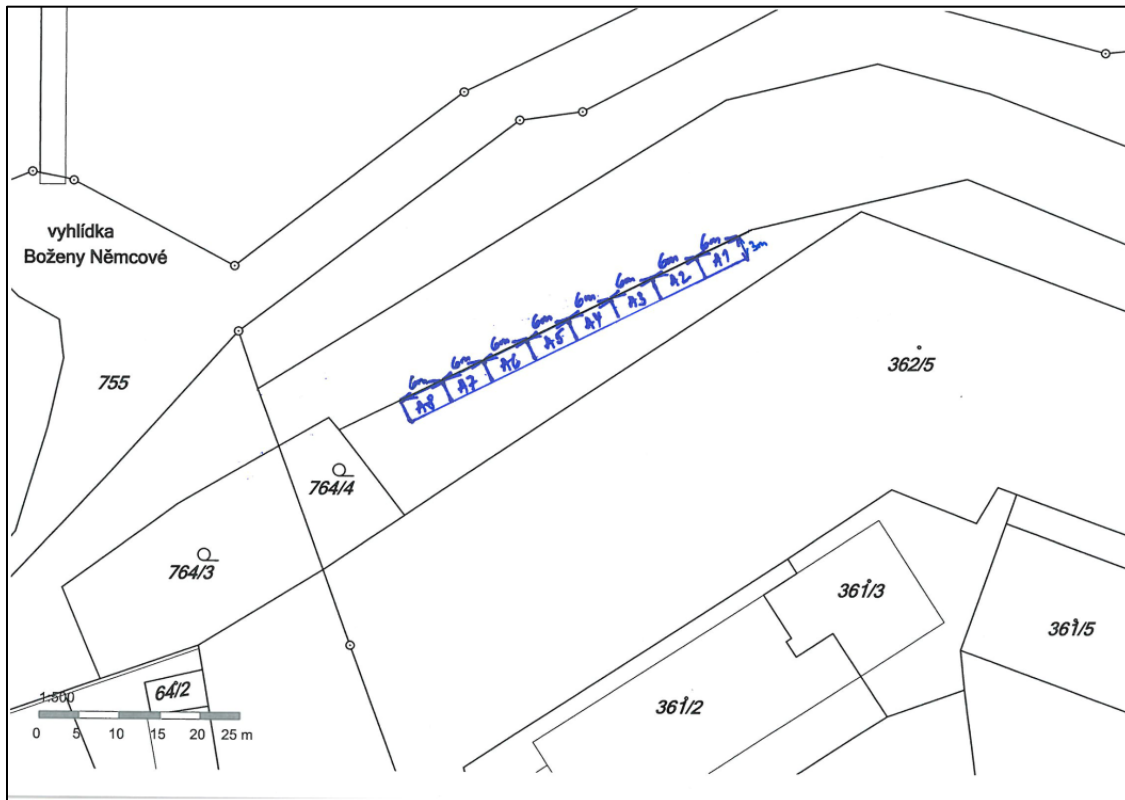 vyhlídka
Boženy Němcové
755
362/5
764/4
764/3
64/2
361/3
361/5
361/2
6m
6m
6m
6m
6m
6m
6m
6m
3m
A1
A2
A3
A4
A5
A6
A7
A8
1:500
0 5 10 15 20 25 m